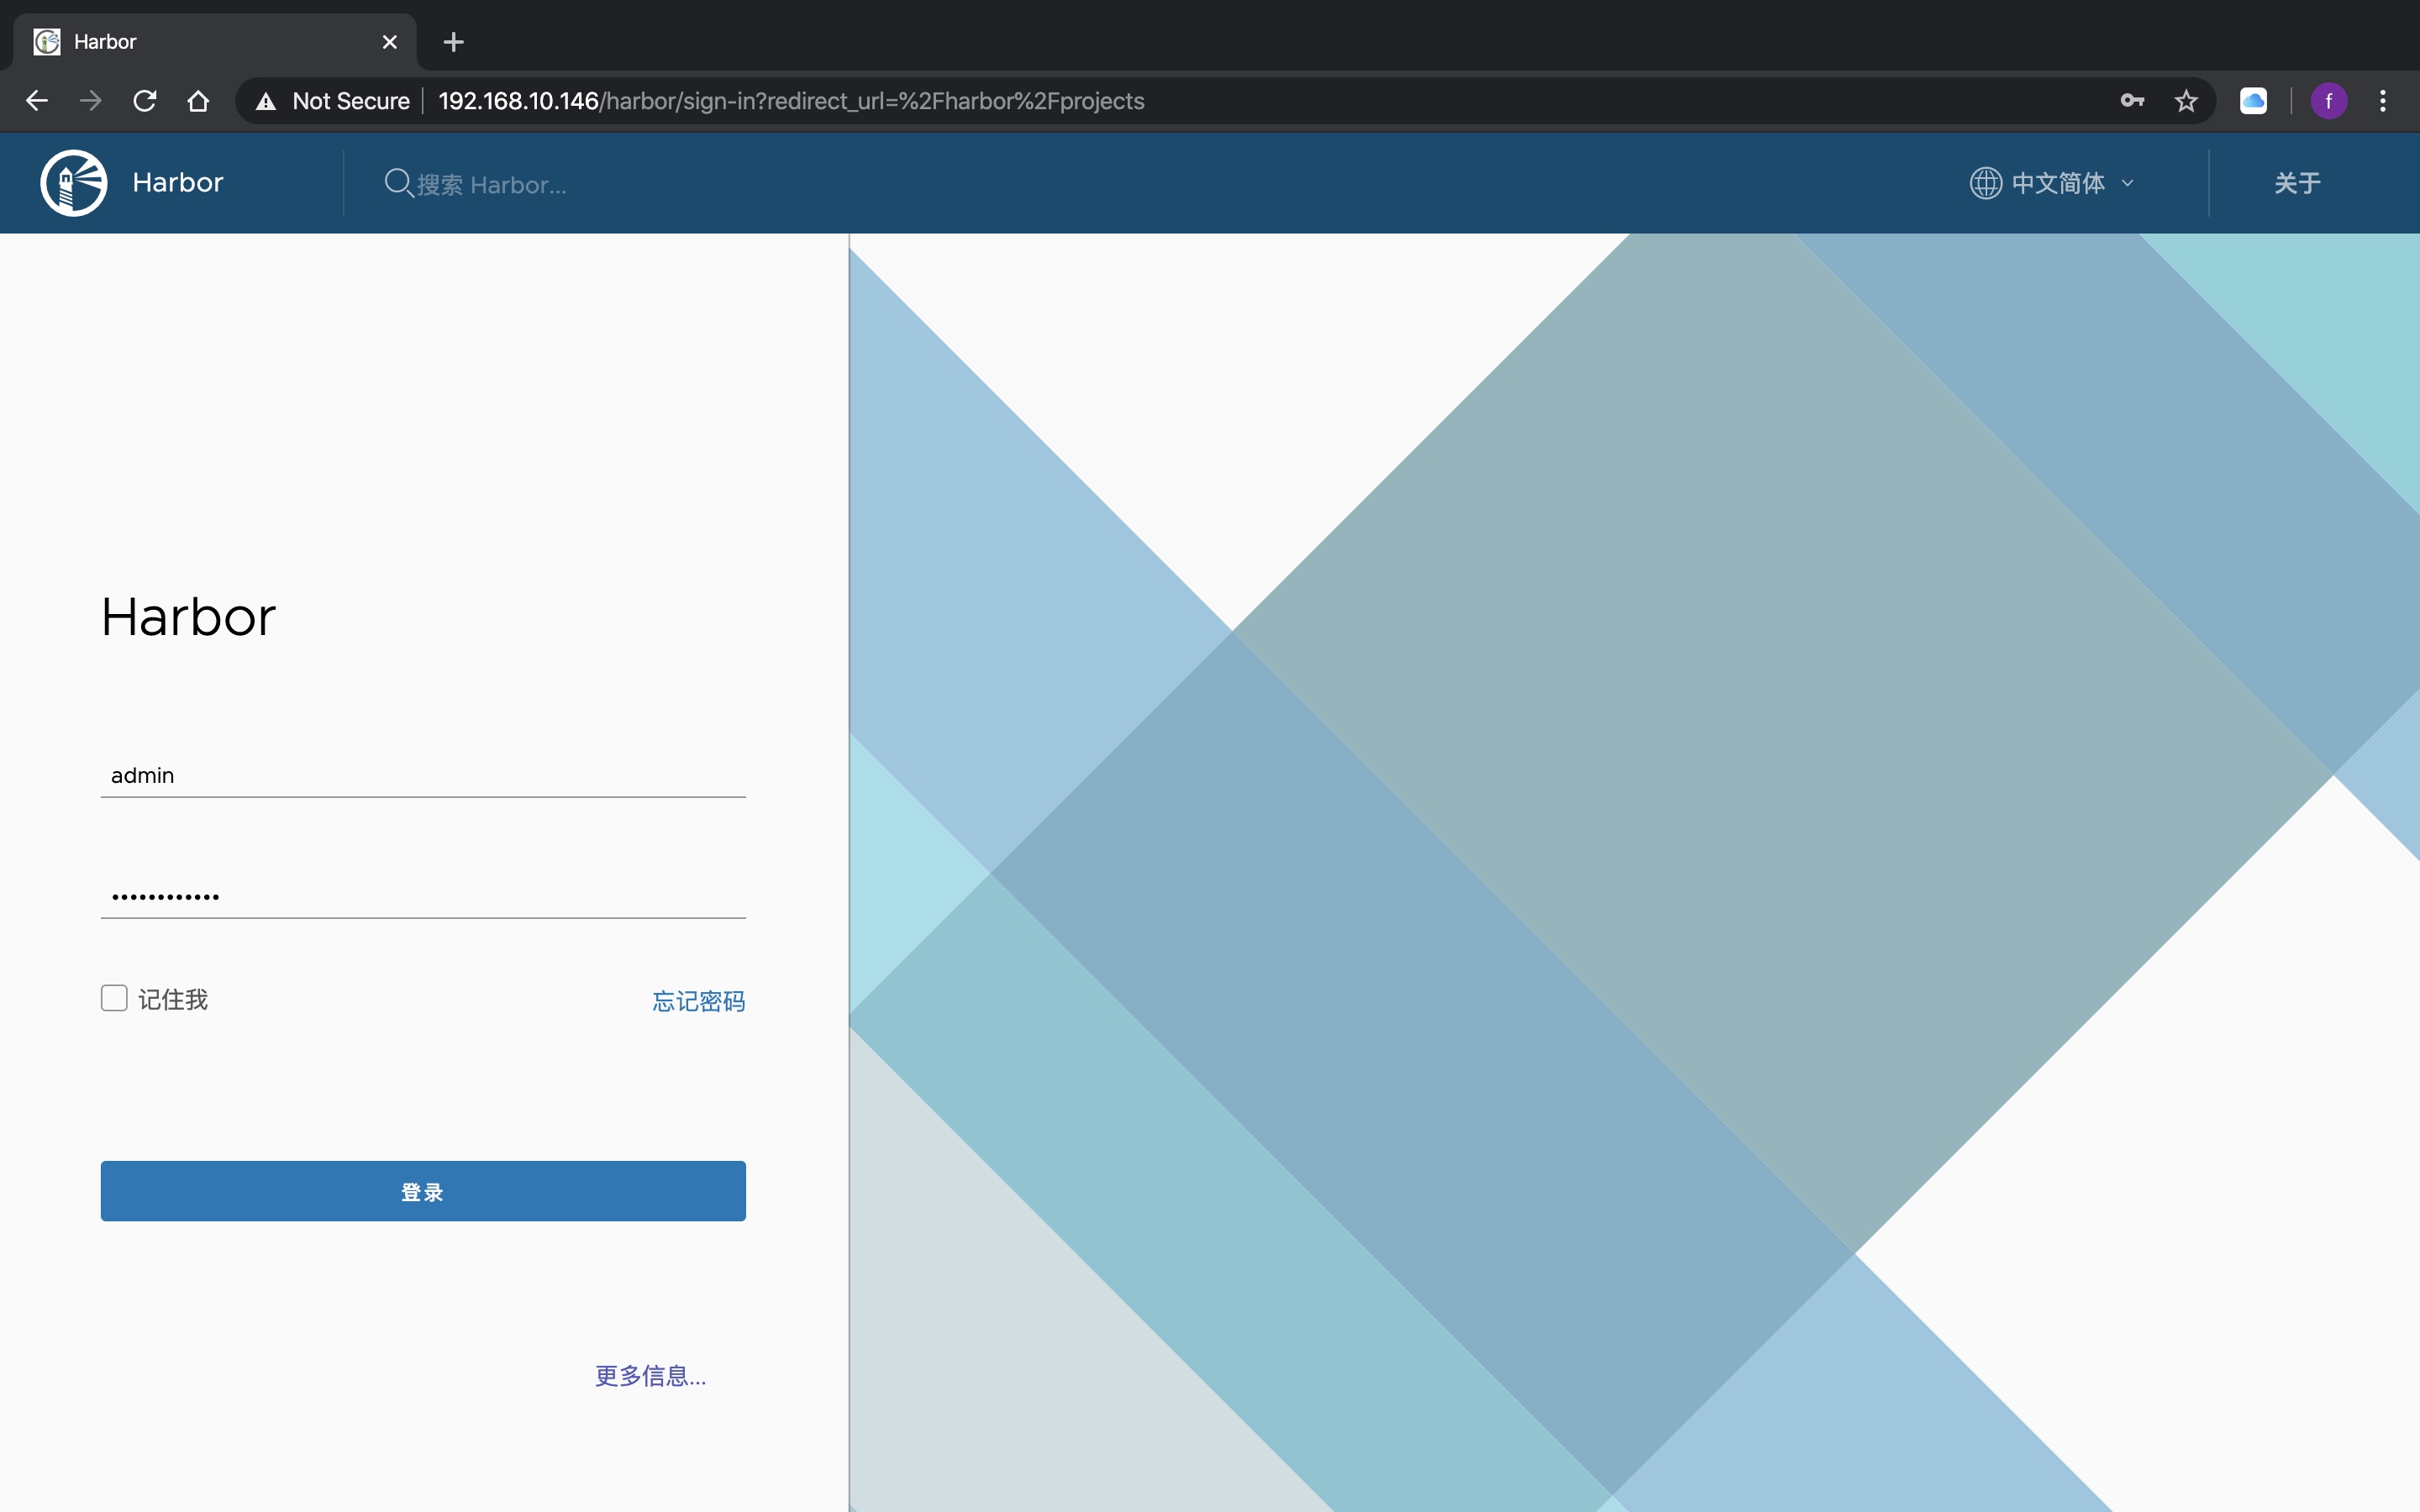 Harbor
Not Secure 192.168.10.146/harbor/sign-in?redirect_url=%2Fharbor%2Fprojects
f
Harbor
搜索 Harbor...
中文简体
关于
Harbor
admin
••••••••••••
记住我
忘记密码
登录
更多信息...